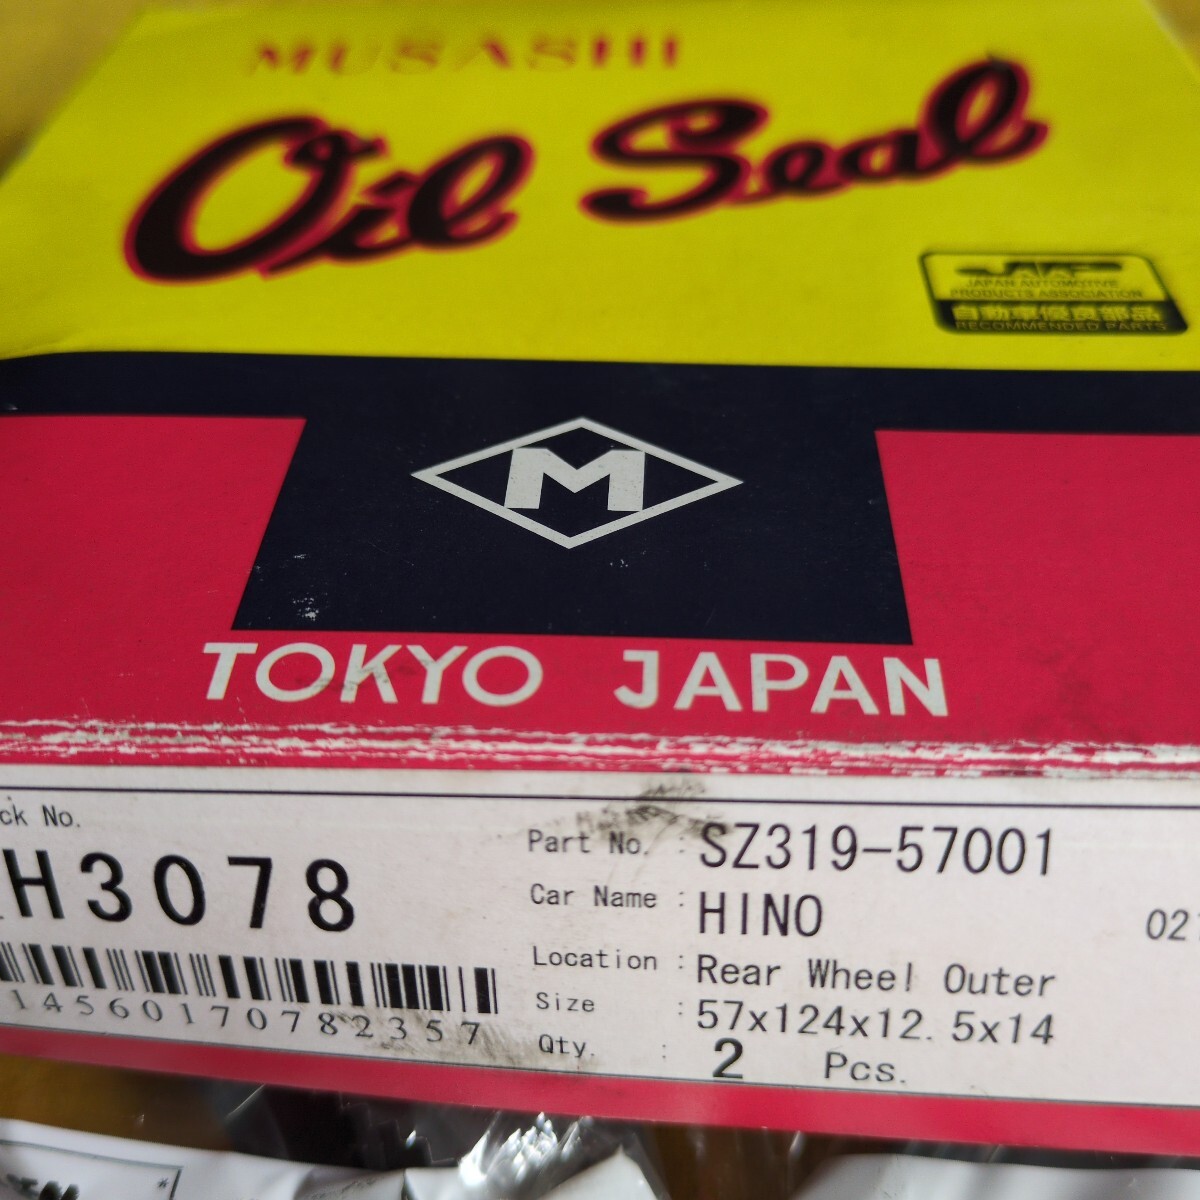 MUSASHI
Oil Seal
JAPAN AUTOMOTIVE
PRODUCTS ASSOCIATION
自動車優良部品
RECOMMENDED PARTS
M
TOKYO JAPAN
ck No.
H3078
14560170782357
Part No. : SZ319-57001
Car Name : HINO
02
Location : Rear Wheel Outer
Size : 57x124x12.5x14
Qty. : 2 Pcs.